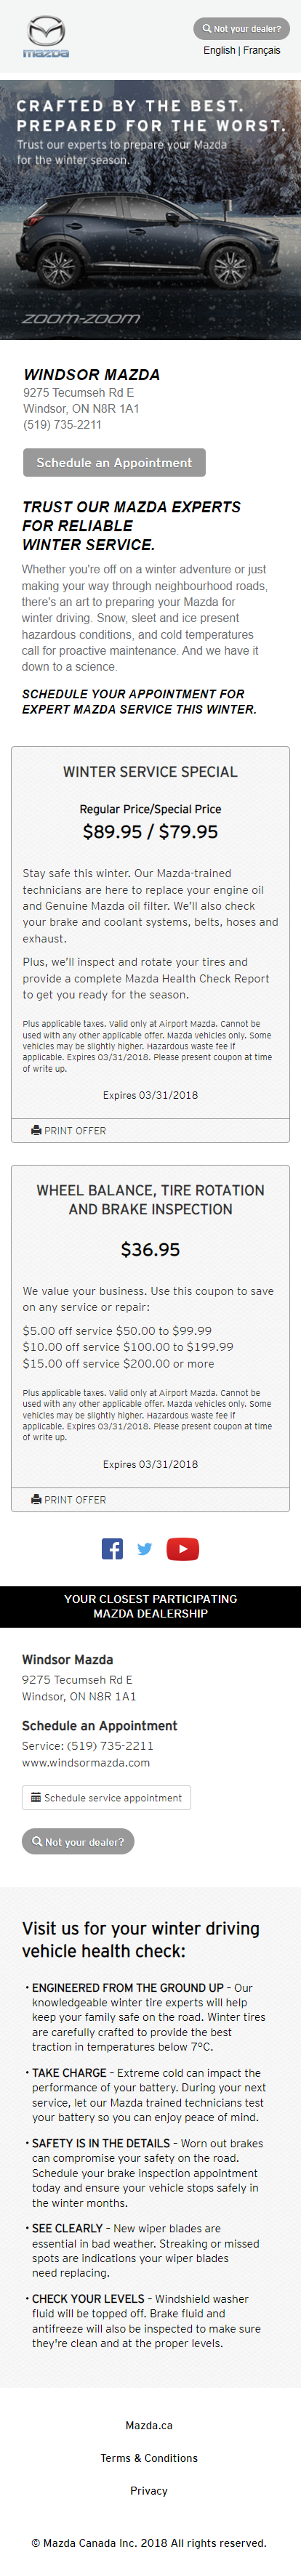 mazda
Not your dealer?
English | Français
CRAFTED BY THE BEST.
PREPARED FOR THE WORST.
Trust our experts to prepare your Mazda
for the winter season.
ZOOM-ZOOM
WINDSOR MAZDA
9275 Tecumseh Rd E
Windsor, ON N8R 1A1
(519) 735-2211
Schedule an Appointment
TRUST OUR MAZDA EXPERTS
FOR RELIABLE
WINTER SERVICE.
Whether you're off on a winter adventure or just
making your way through neighbourhood roads,
there's an art to preparing your Mazda for
winter driving. Snow, sleet and ice present
hazardous conditions, and cold temperatures
call for proactive maintenance. And we have it
down to a science.
SCHEDULE YOUR APPOINTMENT FOR
EXPERT MAZDA SERVICE THIS WINTER.
WINTER SERVICE SPECIAL
Regular Price/Special Price
$89.95 / $79.95
Stay safe this winter. Our Mazda-trained
technicians are here to replace your engine oil
and Genuine Mazda oil filter. We'll also check
your brake and coolant systems, belts, hoses and
exhaust.
Plus, we'll inspect and rotate your tires and
provide a complete Mazda Health Check Report
to get you ready for the season.
Plus applicable taxes. Valid only at Airport Mazda. Cannot be
used with any other applicable offer. Mazda vehicles only. Some
vehicles may be slightly higher. Hazardous waste fee if
applicable. Expires 03/31/2018. Please present coupon at time
of write up.
Expires 03/31/2018
PRINT OFFER
WHEEL BALANCE, TIRE ROTATION
AND BRAKE INSPECTION
$36.95
We value your business. Use this coupon to save
on any service or repair:
$5.00 off service $50.00 to $99.99
$10.00 off service $100.00 to $199.99
$15.00 off service $200.00 or more
Plus applicable taxes. Valid only at Airport Mazda. Cannot be
used with any other applicable offer. Mazda vehicles only. Some
vehicles may be slightly higher. Hazardous waste fee if
applicable. Expires 03/31/2018. Please present coupon at time
of write up.
Expires 03/31/2018
PRINT OFFER
YOUR CLOSEST PARTICIPATING
MAZDA DEALERSHIP
Windsor Mazda
9275 Tecumseh Rd E
Windsor, ON N8R 1A1
Schedule an Appointment
Service: (519) 735-2211
www.windsormazda.com
Schedule service appointment
Not your dealer?
Visit us for your winter driving
vehicle health check:
• ENGINEERED FROM THE GROUND UP – Our
knowledgeable winter tire experts will help
keep your family safe on the road. Winter tires
are carefully crafted to provide the best
traction in temperatures below 7°C.
• TAKE CHARGE – Extreme cold can impact the
performance of your battery. During your next
service, let our Mazda trained technicians test
your battery so you can enjoy peace of mind.
• SAFETY IS IN THE DETAILS – Worn out brakes
can compromise your safety on the road.
Schedule your brake inspection appointment
today and ensure your vehicle stops safely in
the winter months.
• SEE CLEARLY – New wiper blades are
essential in bad weather. Streaking or missed
spots are indications your wiper blades
need replacing.
• CHECK YOUR LEVELS – Windshield washer
fluid will be topped off. Brake fluid and
antifreeze will also be inspected to make sure
they're clean and at the proper levels.
Mazda.ca
Terms & Conditions
Privacy
© Mazda Canada Inc. 2018 All rights reserved.